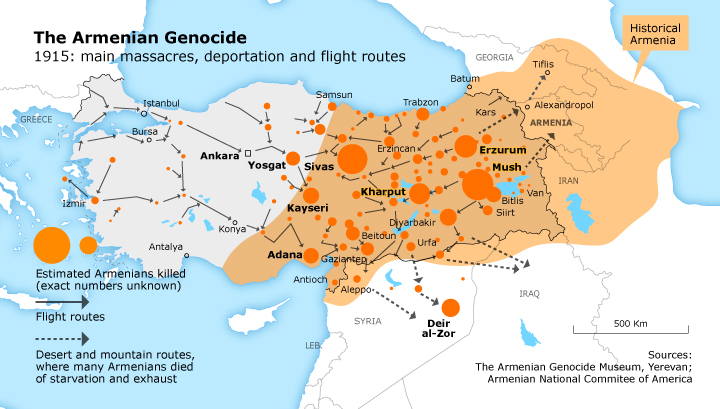 The Armenian Genocide
1915: main massacres, deportation and flight routes
Historical
Armenia
GEORGIA
Tiflis
Batum
Samsun
Trabzon
Kars
Alexandropol
Istanbul
GREECE
Bursa
ARMENIA
Ankara
Yosgat
Sivas
Erzincan
Erzurum
Mush
IRAN
Kharput
Van
Izmir
Kayseri
Bitlis
Siirt
Konya
Diyarbakir
Beitoun
Urfa
Antalya
Adana
Gazianten
Estimated Armenians killed
(exact numbers unknown)
Antioch
Aleppo
IRAQ
Flight routes
SYRIA
Deir
al-Zor
500 Km
LEB.
Desert and mountain routes,
where many Armenians died
of starvation and exhaust
Sources:
The Armenian Genocide Museum, Yerevan;
Armenian National Commitee of America